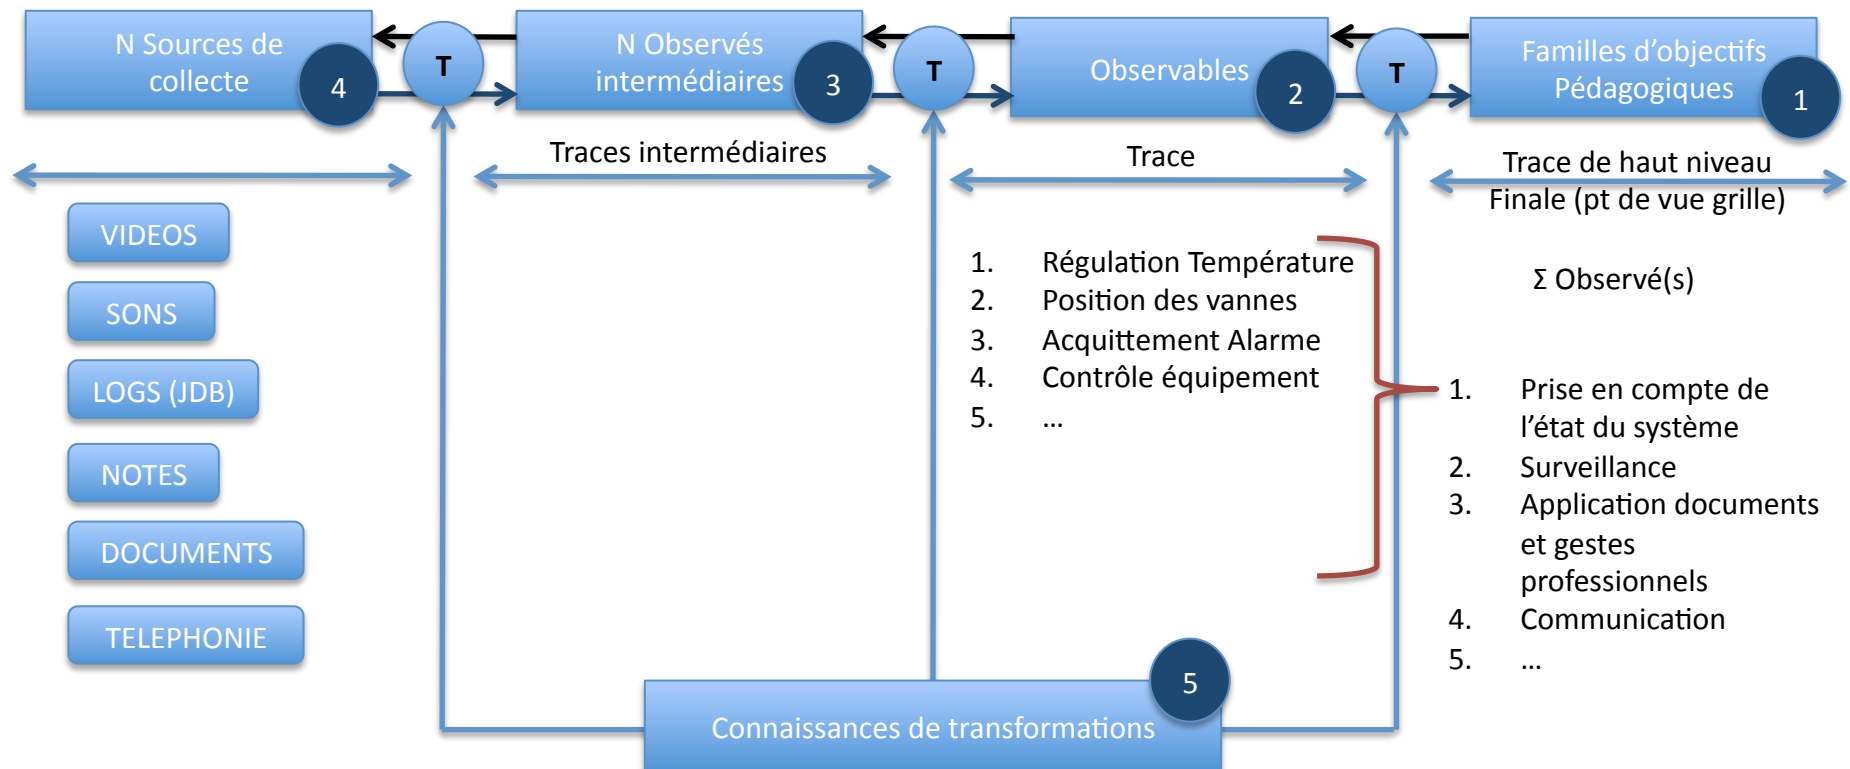 N Sources de
collecte
4
T
N Observés
intermédiaires
3
T
Observables
2
T
Familles d'objectifs
Pédagogiques
1
Traces intermédiaires
Trace
Trace de haut niveau
Finale (pt de vue grille)
VIDEOS
SONS
LOGS (JDB)
NOTES
DOCUMENTS
TELEPHONIE
1. Régulation Température
2. Position des vannes
3. Acquittement Alarme
4. Contrôle équipement
5. ...
Σ Observé(s)
1. Prise en compte de
l'état du système
2. Surveillance
3. Application documents
et gestes
professionnels
4. Communication
5. ...
5
Connaissances de transformations